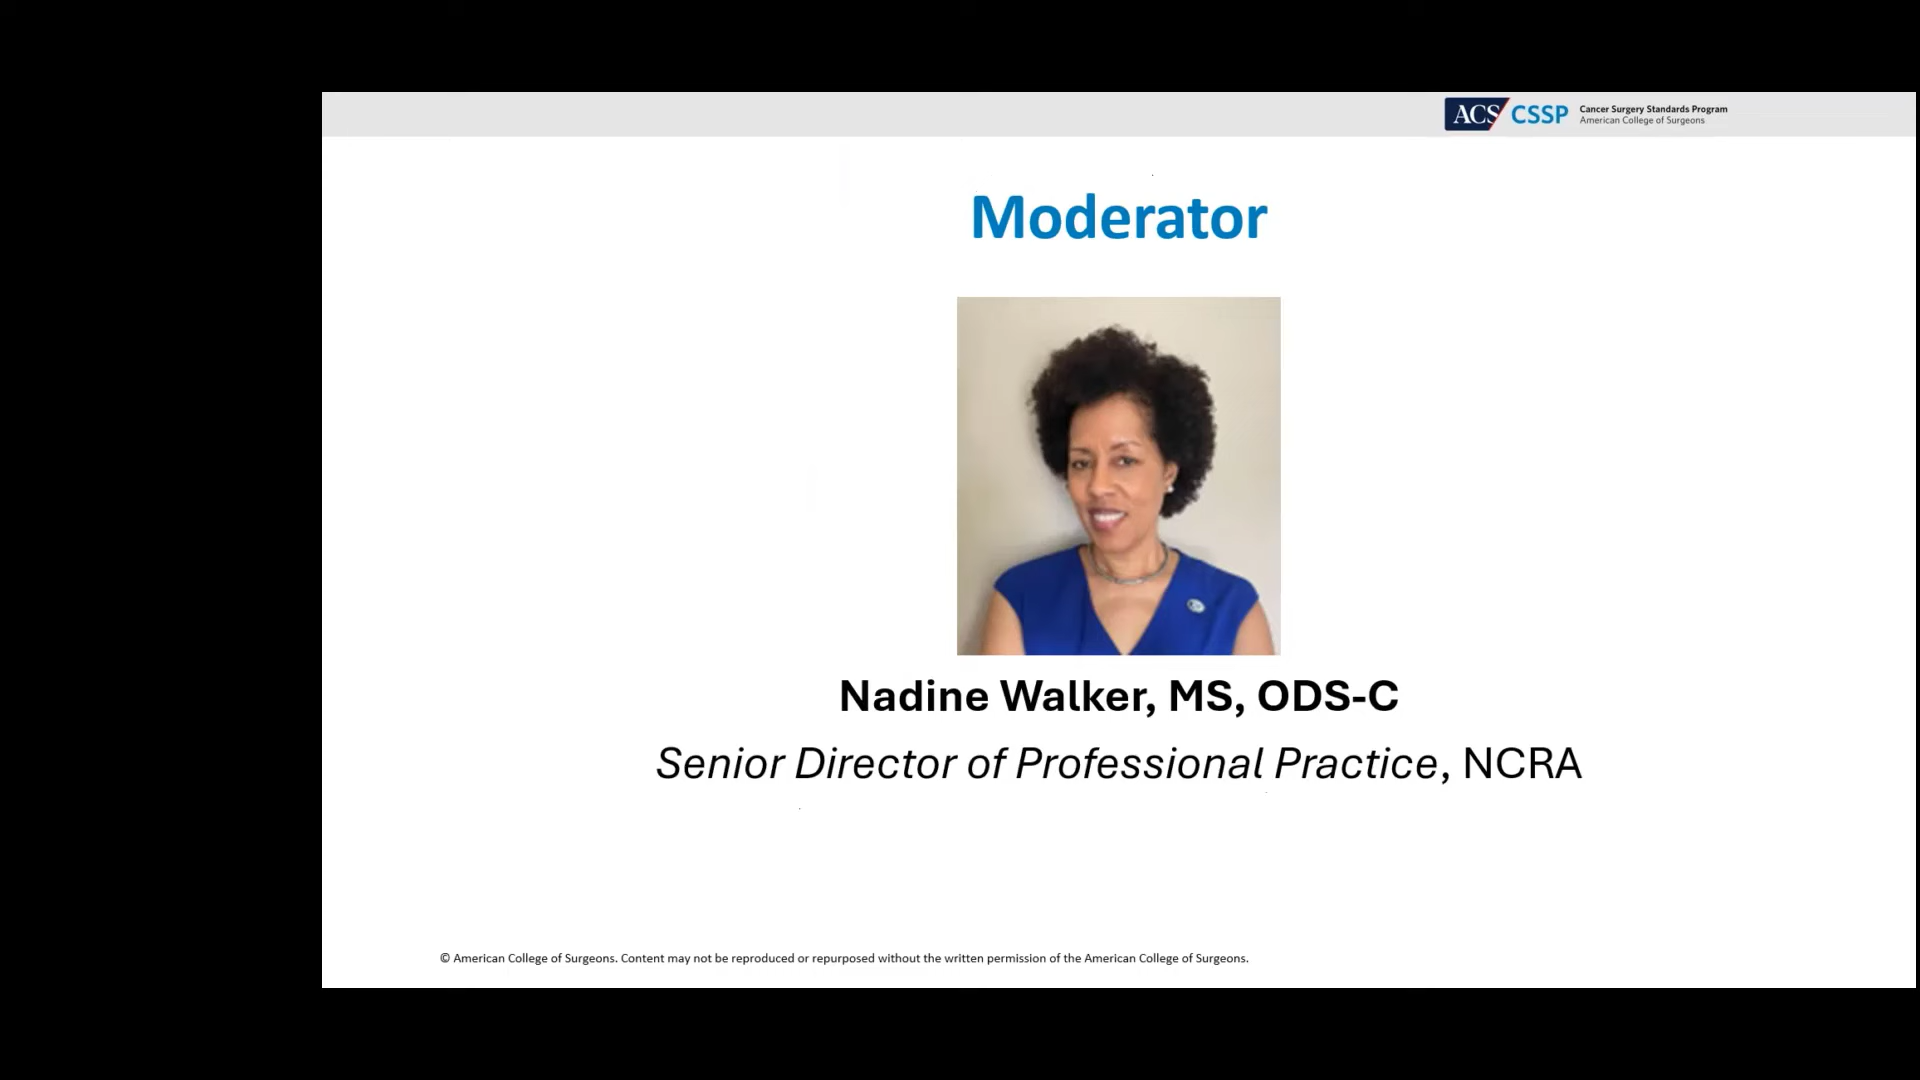 ACS CSSP Cancer Surgery Standards Program
American College of Surgeons
Moderator
Nadine Walker, MS, ODS-C
Senior Director of Professional Practice, NCRA
© American College of Surgeons. Content may not be reproduced or repurposed without the written permission of the American College of Surgeons.